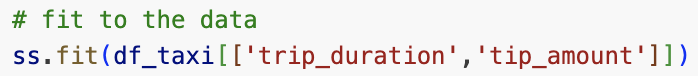 # fit to the data
ss.fit(df_taxi[['trip_duration','tip_amount']])